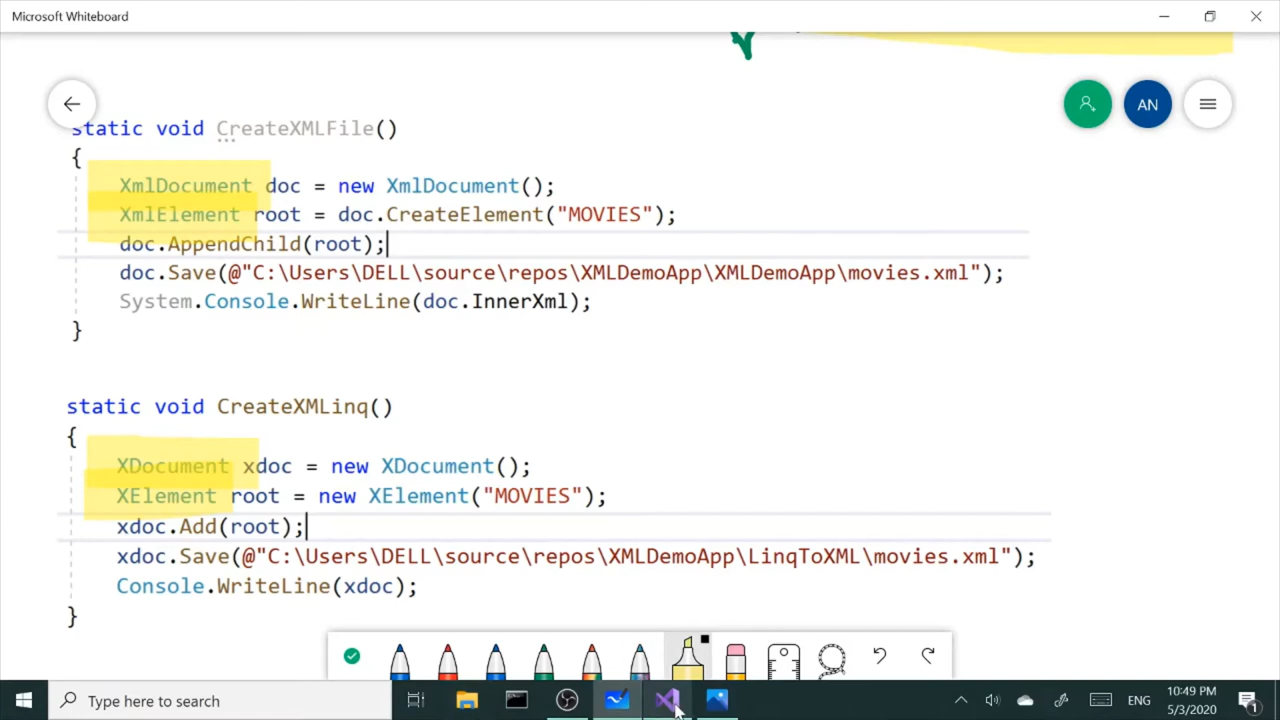 Microsoft Whiteboard
AN
static void CreateXMLFile()
{
XmlDocument doc = new XmlDocument();
XmlElement root = doc.CreateElement("MOVIES");
doc.AppendChild(root);
doc.Save(@"C:\Users\DELL\source\repos\XMLDemoApp\XMLDemoApp\movies.xml");
System.Console.WriteLine(doc.InnerXml);
}
static void CreateXMLinq()
{
XDocument xdoc = new XDocument();
XElement root = new XElement("MOVIES");
xdoc.Add(root);
xdoc.Save(@"C:\Users\DELL\source\repos\XMLDemoApp\LinqToXML\movies.xml");
Console.WriteLine(xdoc);
}
Type here to search
ENG
10:49 PM
5/3/2020
1